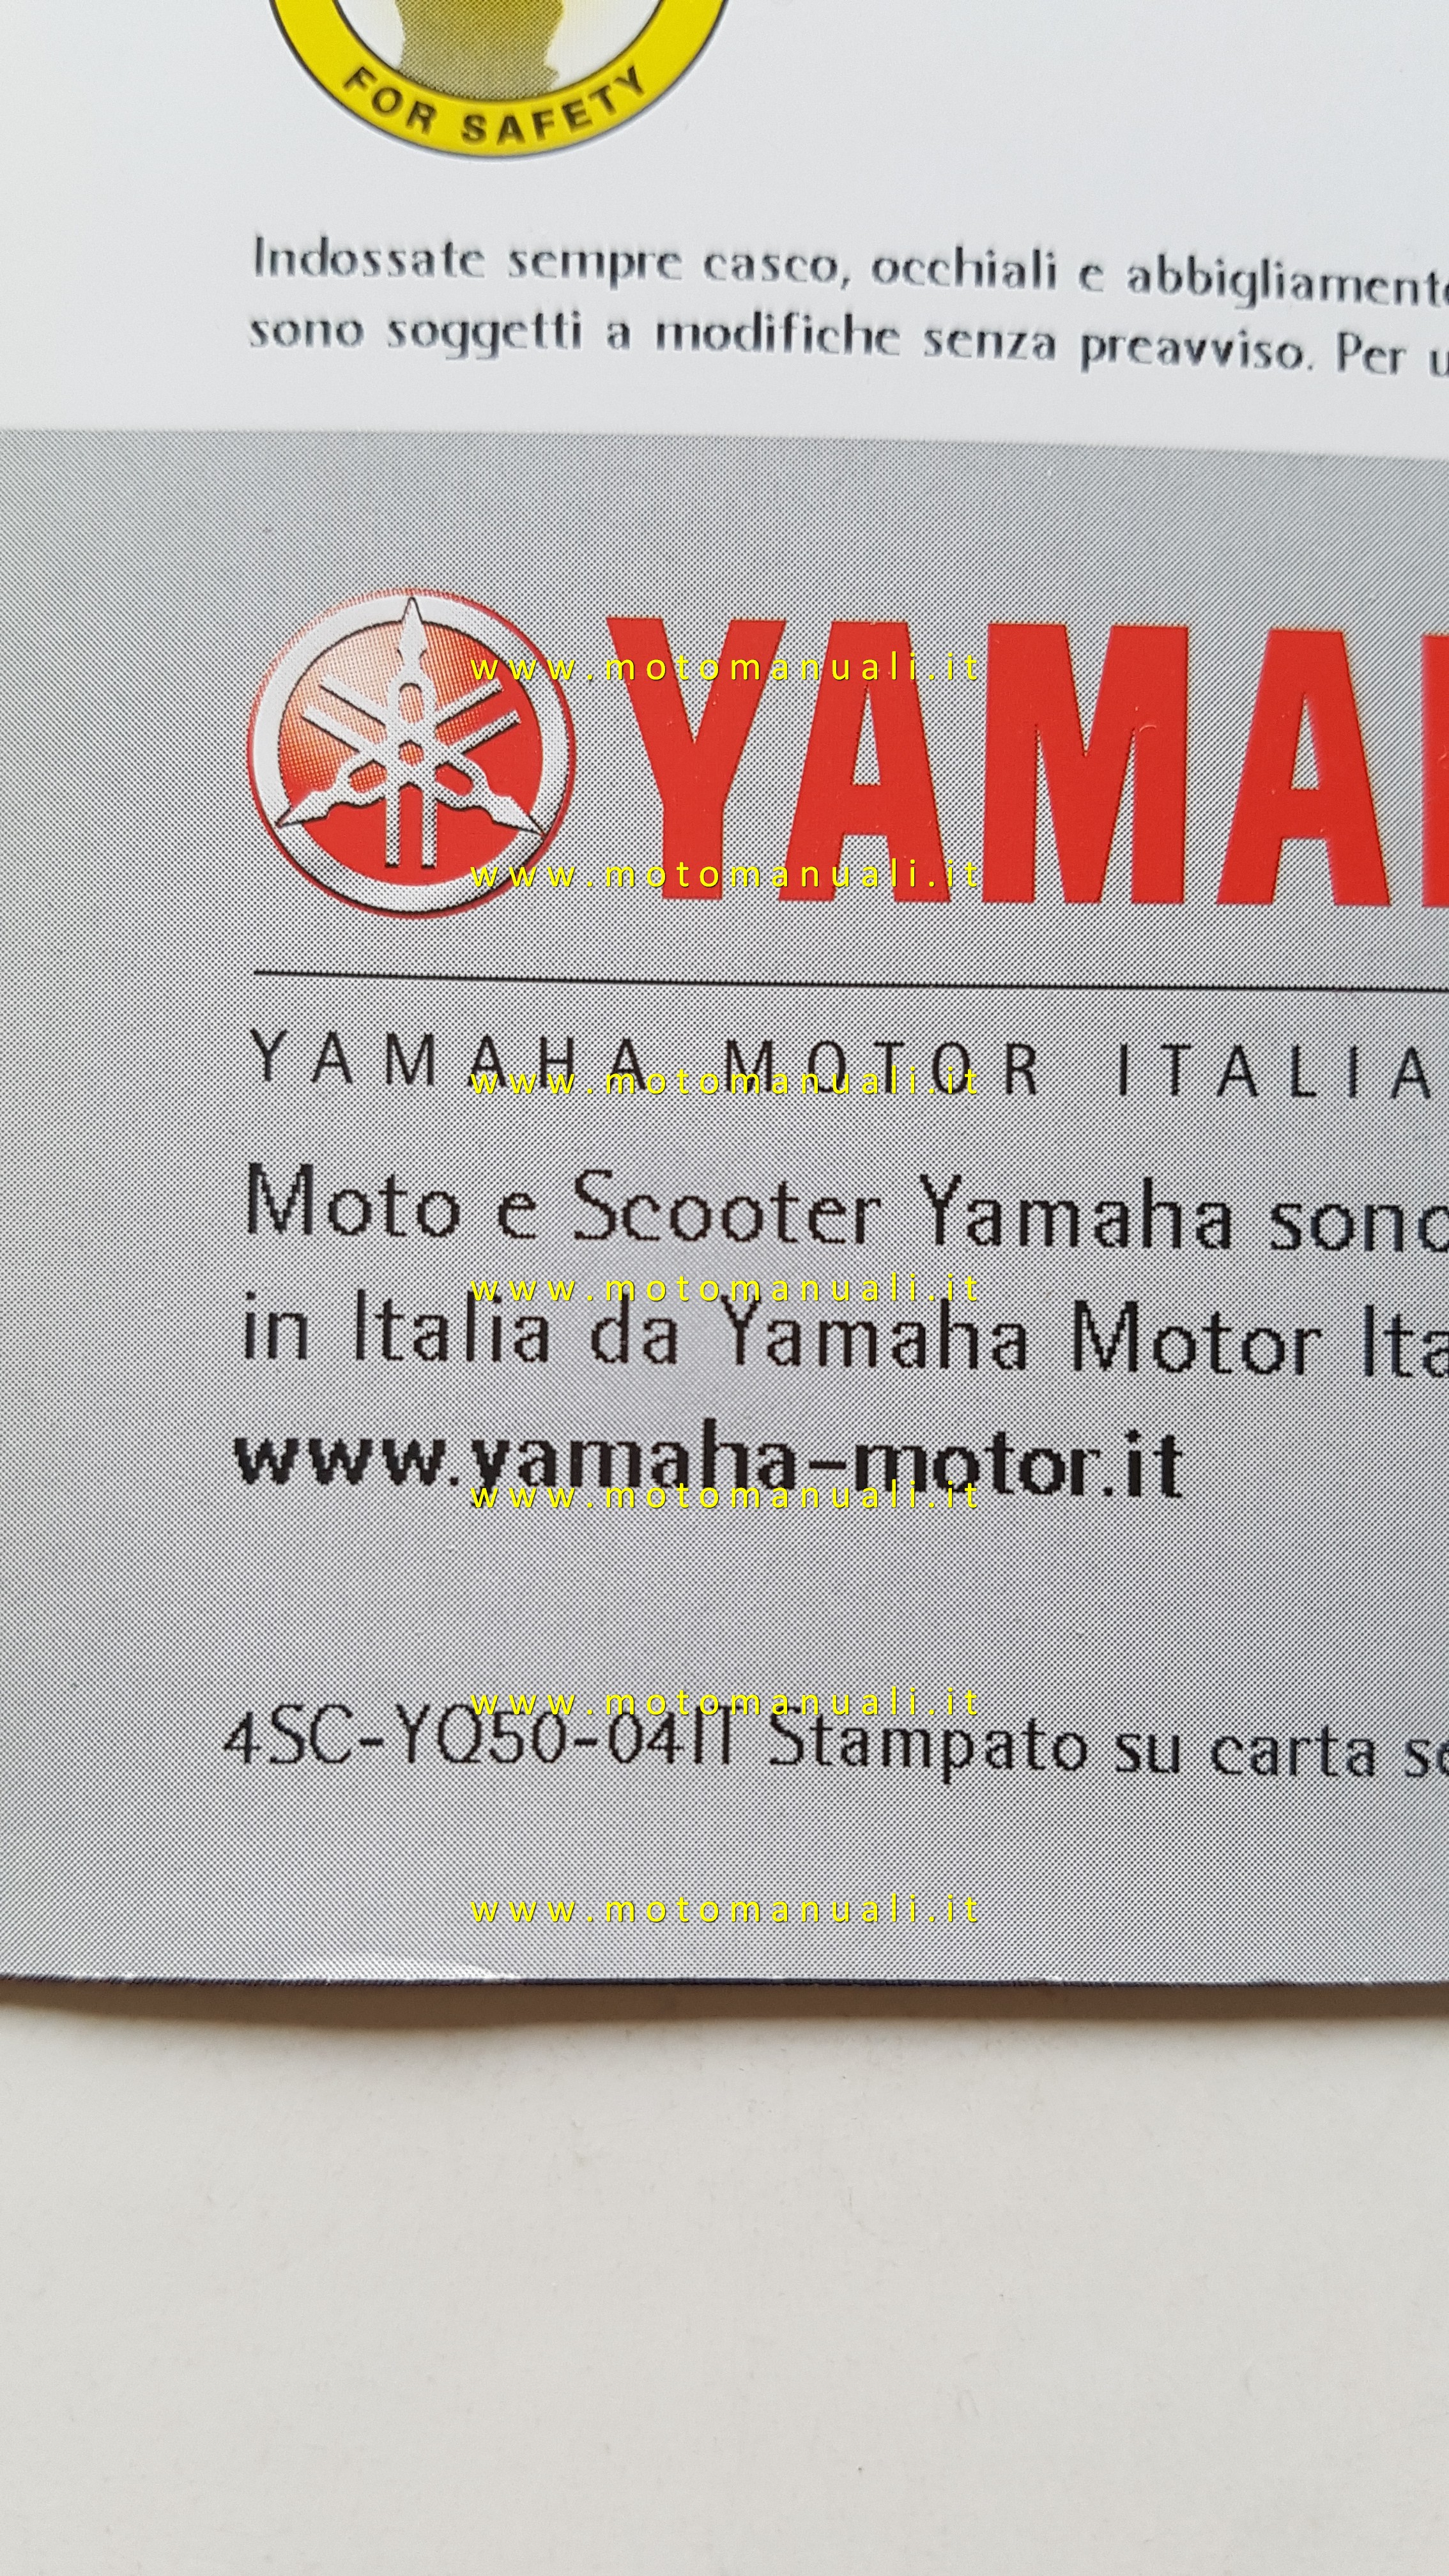 FOR SAFETY
Indossate sempre casco, occhiali e abbigliamento
sono soggetti a modifiche senza preavviso. Per u
YAMAH
www.motomanuali.it
www.motomanuali.it
YAMAHA MOTOR ITALIA
www.motomanuali.it
Moto e Scooter Yamaha sono
www.motomanuali.it
in Italia da Yamaha Motor Ita
www.yamaha-motor.it
www.motomanuali.it
www.motomanuali.it
4SC-YQ50-04IT Stampato su carta se
www.motomanuali.it